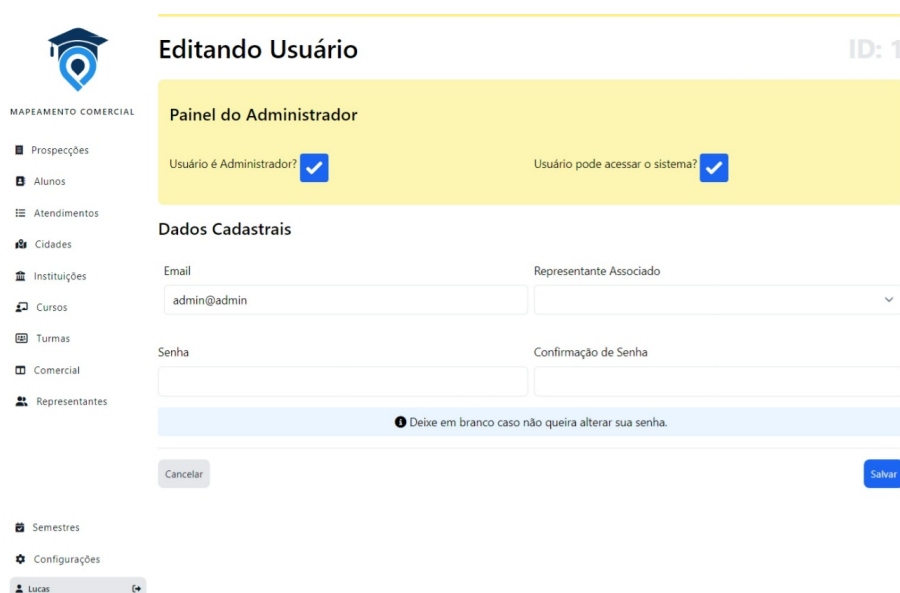 MAPEAMENTO COMERCIAL
Prospecções
Alunos
Atendimentos
Cidades
Instituições
Cursos
Turmas
Comercial
Representantes
Semestres
Configurações
Lucas
Editando Usuário
ID: 1
Painel do Administrador
Usuário é Administrador?
Usuário pode acessar o sistema?
Dados Cadastrais
Email
Representante Associado
admin@admin
Senha
Confirmação de Senha
Deixe em branco caso não queira alterar sua senha.
Cancelar
Salvar